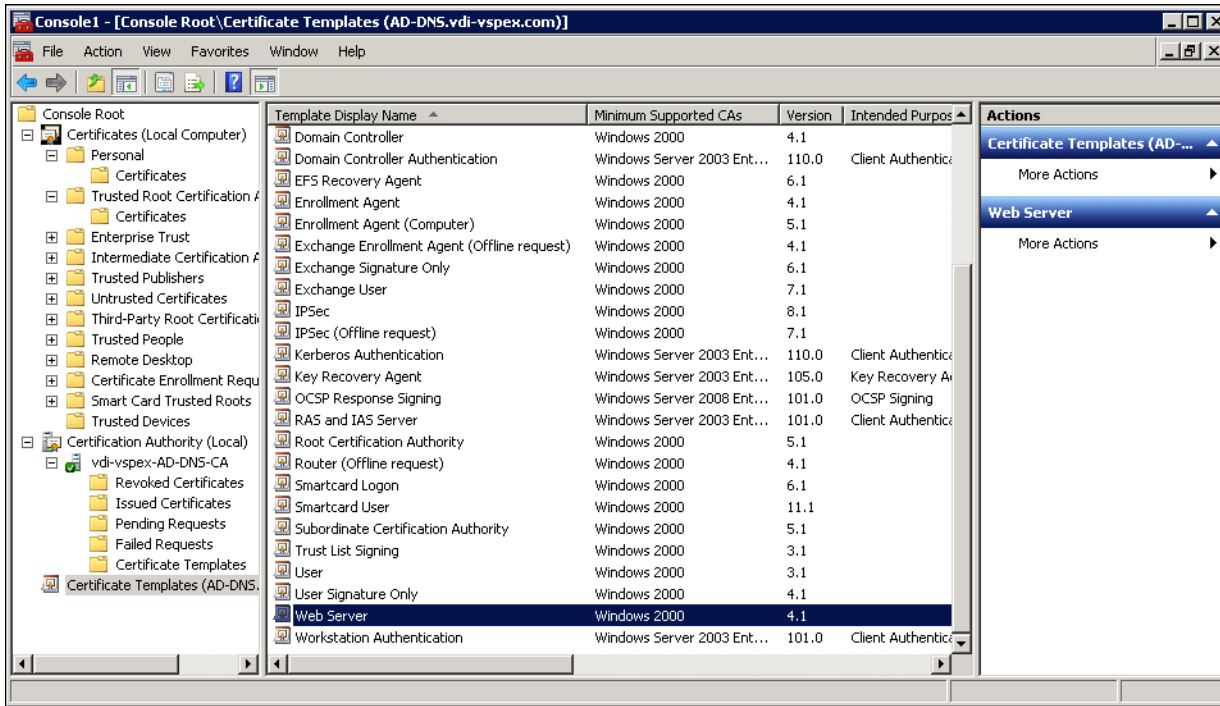 Console1 - [Console Root\Certificate Templates (AD-DNS.vdi-vspex.com)]
File Action View Favorites Window Help
Console Root
Certificates (Local Computer)
Personal
Certificates
Trusted Root Certification A
Certificates
Enterprise Trust
Intermediate Certification A
Trusted Publishers
Untrusted Certificates
Third-Party Root Certificati
Trusted People
Remote Desktop
Certificate Enrollment Requ
Smart Card Trusted Roots
Trusted Devices
Certification Authority (Local)
vdi-vspex-AD-DNS-CA
Revoked Certificates
Issued Certificates
Pending Requests
Failed Requests
Certificate Templates
Certificate Templates (AD-DNS.
Template Display Name Minimum Supported CAs Version Intended Purpos
Domain Controller Windows 2000 4.1
Domain Controller Authentication Windows Server 2003 Ent... 110.0 Client Authentica
EFS Recovery Agent Windows 2000 6.1
Enrollment Agent Windows 2000 4.1
Enrollment Agent (Computer) Windows 2000 5.1
Exchange Enrollment Agent (Offline request) Windows 2000 4.1
Exchange Signature Only Windows 2000 6.1
Exchange User Windows 2000 7.1
IPSec Windows 2000 8.1
IPSec (Offline request) Windows 2000 7.1
Kerberos Authentication Windows Server 2003 Ent... 110.0 Client Authentica
Key Recovery Agent Windows Server 2003 Ent... 105.0 Key Recovery A
OCSP Response Signing Windows Server 2008 Ent... 101.0 OCSP Signing
RAS and IAS Server Windows Server 2003 Ent... 101.0 Client Authentica
Root Certification Authority Windows 2000 5.1
Router (Offline request) Windows 2000 4.1
Smartcard Logon Windows 2000 6.1
Smartcard User Windows 2000 11.1
Subordinate Certification Authority Windows 2000 5.1
Trust List Signing Windows 2000 3.1
User Windows 2000 3.1
User Signature Only Windows 2000 4.1
Web Server Windows 2000 4.1
Workstation Authentication Windows Server 2003 Ent... 101.0 Client Authentica
Actions
Certificate Templates (AD-...
More Actions
Web Server
More Actions